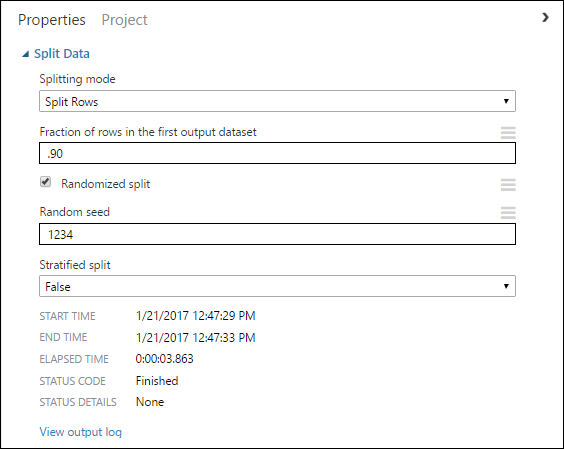 Properties Project
Split Data
Splitting mode
Split Rows
Fraction of rows in the first output dataset
.90
Randomized split
Random seed
1234
Stratified split
False
START TIME 1/21/2017 12:47:29 PM
END TIME 1/21/2017 12:47:33 PM
ELAPSED TIME 0:00:03.863
STATUS CODE Finished
STATUS DETAILS None
View output log